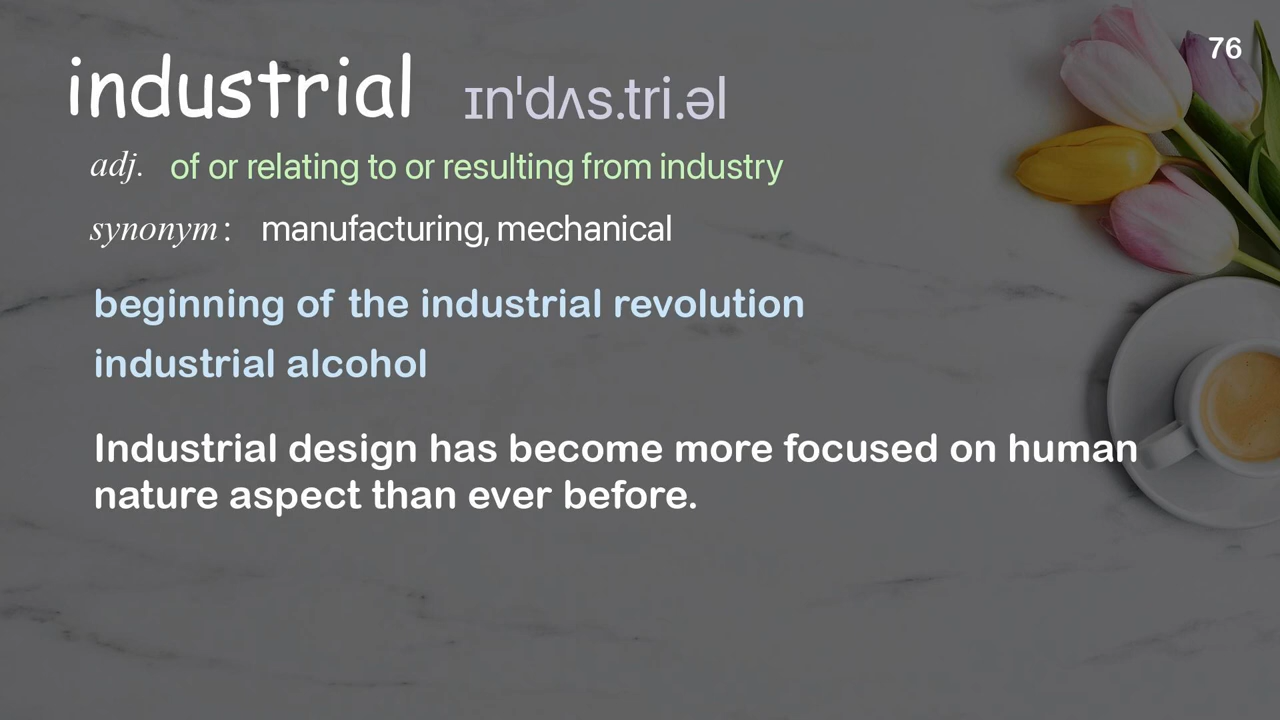 76
industrial ɪnˈdʌs.tri.əl
adj. of or relating to or resulting from industry
synonym: manufacturing, mechanical
beginning of the industrial revolution
industrial alcohol
Industrial design has become more focused on human
nature aspect than ever before.